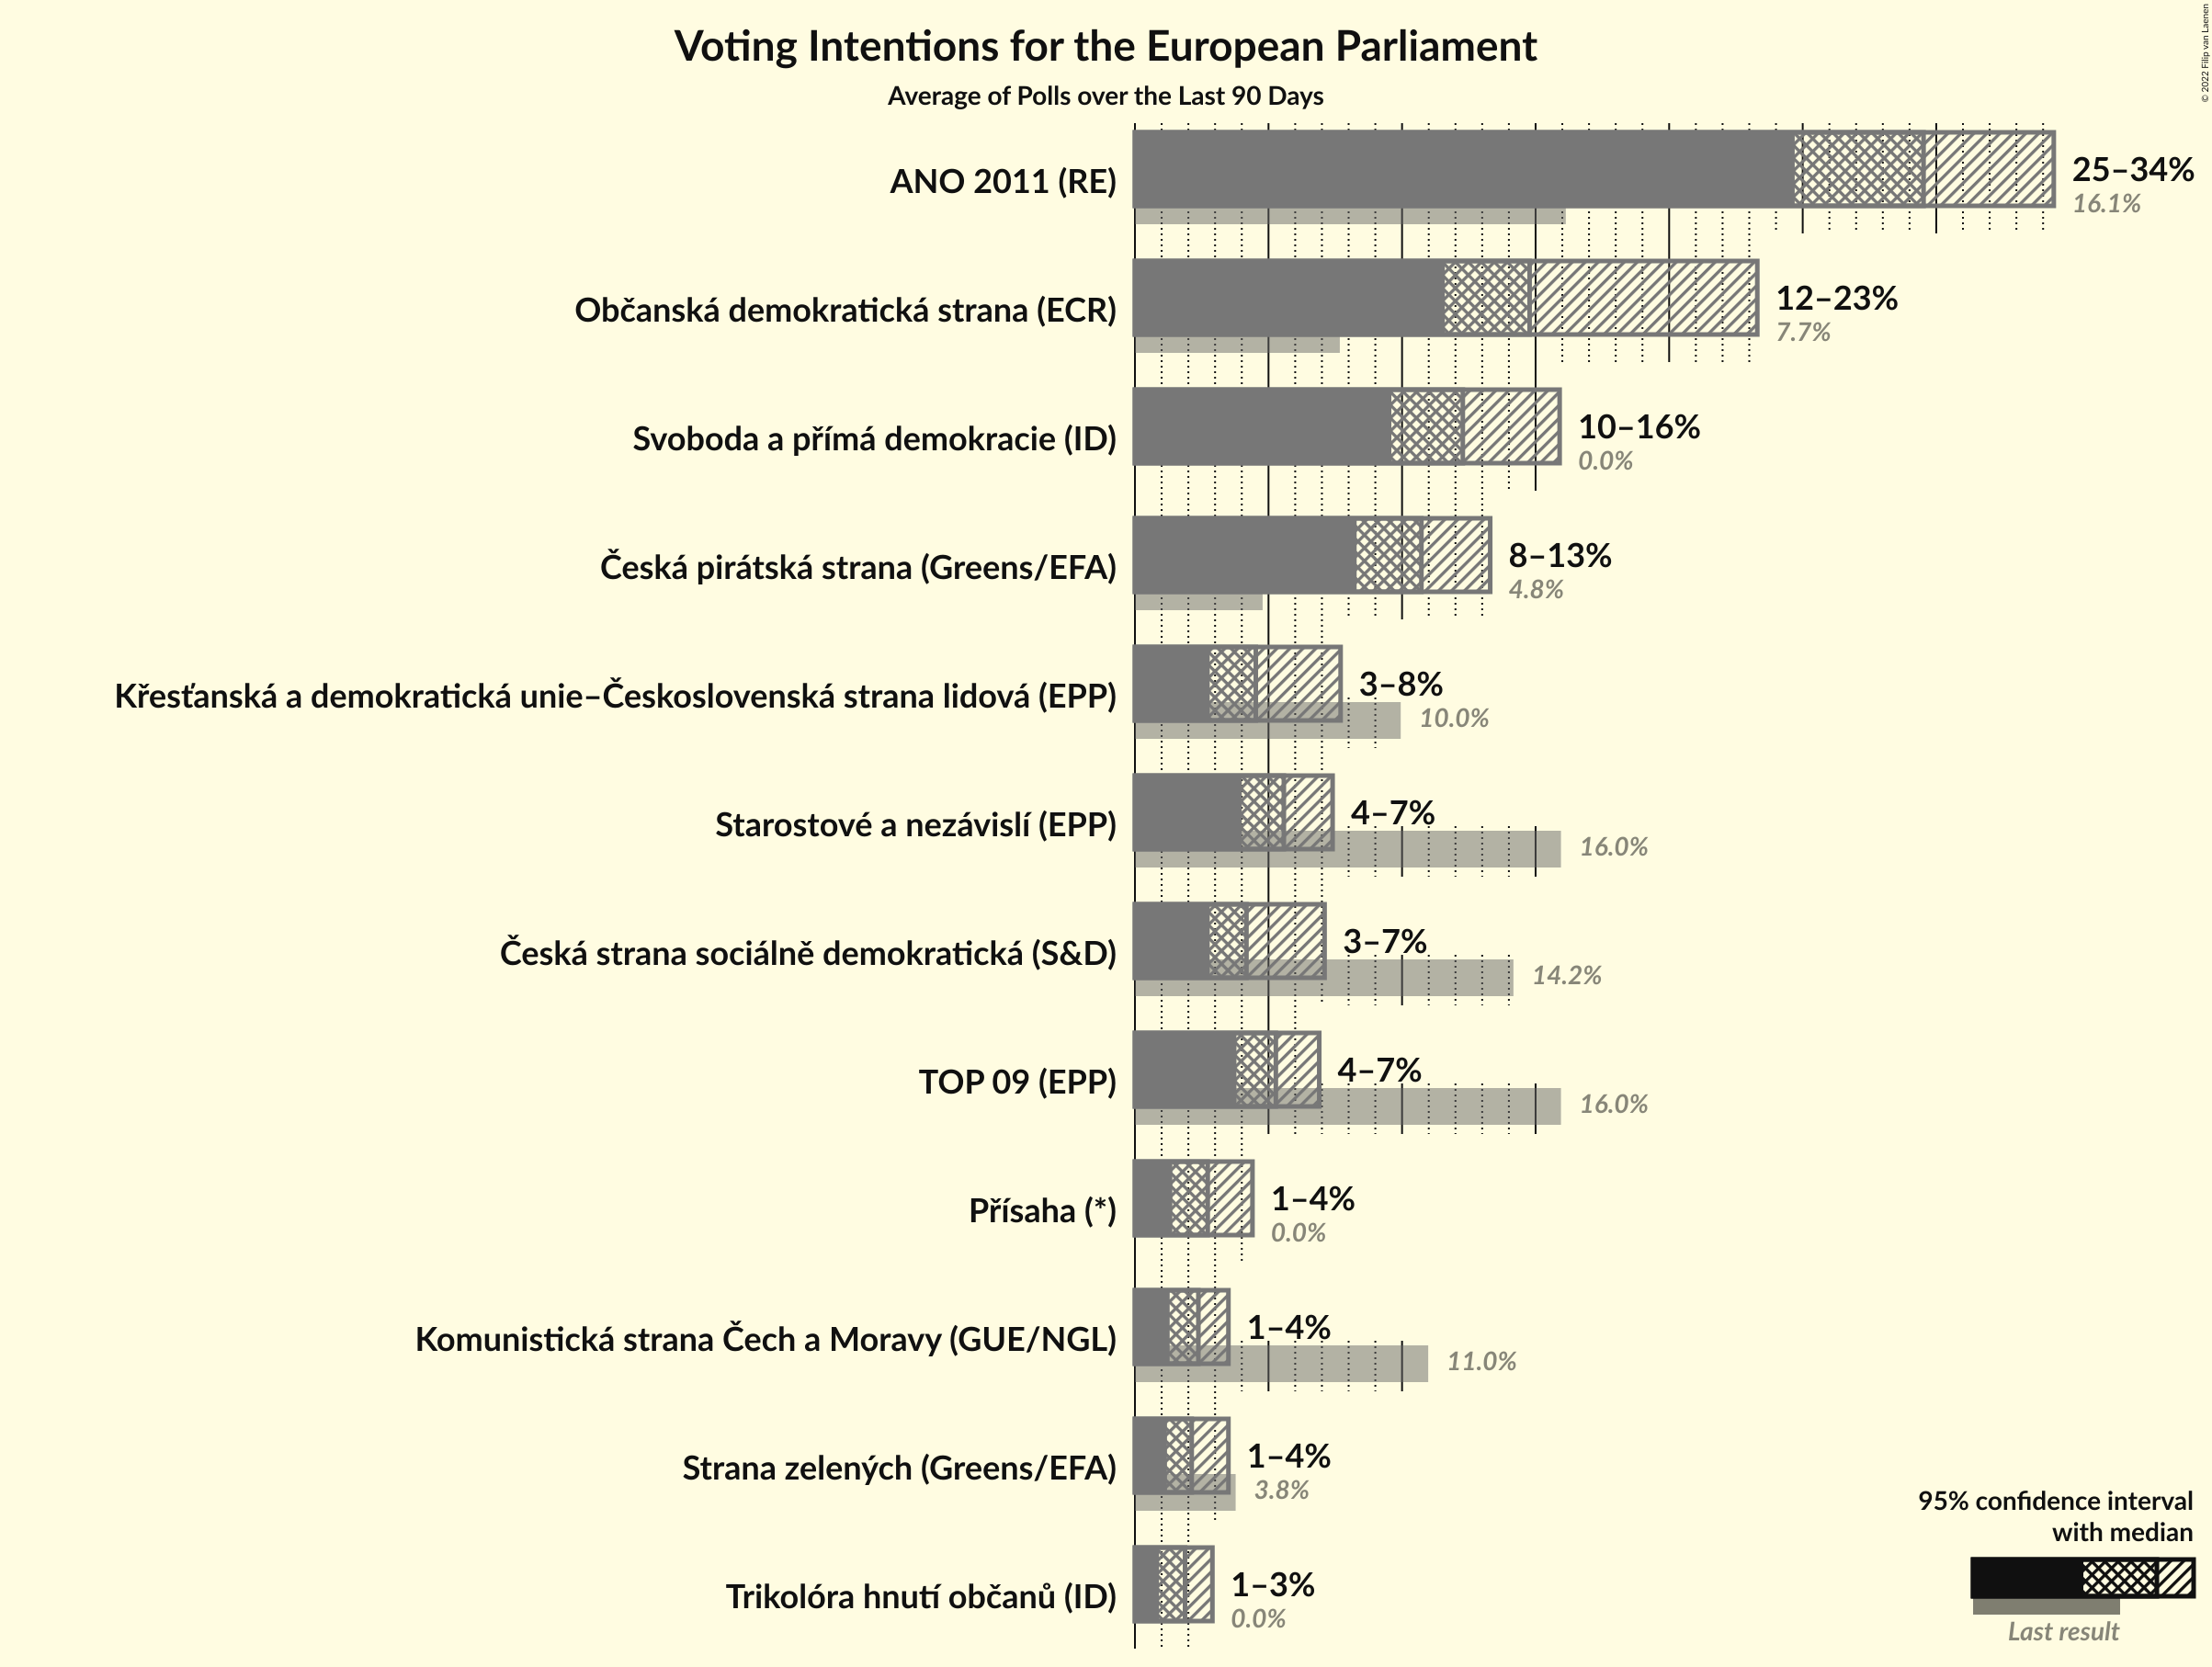 Voting Intentions for the European Parliament
Average of Polls over the Last 90 Days
© 2022 Filip van Laenen
ANO 2011 (RE)
25–34%
16.1%
Občanská demokratická strana (ECR)
12–23%
7.7%
Svoboda a přímá demokracie (ID)
10–16%
0.0%
Česká pirátská strana (Greens/EFA)
8–13%
4.8%
Křesťanská a demokratická unie–Československá strana lidová (EPP)
3–8%
10.0%
Starostové a nezávislí (EPP)
4–7%
16.0%
Česká strana sociálně demokratická (S&D)
3–7%
14.2%
TOP 09 (EPP)
4–7%
16.0%
Přísaha (*)
1–4%
0.0%
Komunistická strana Čech a Moravy (GUE/NGL)
1–4%
11.0%
Strana zelených (Greens/EFA)
1–4%
3.8%
Trikolóra hnutí občanů (ID)
1–3%
0.0%
95% confidence interval
with median
Last result